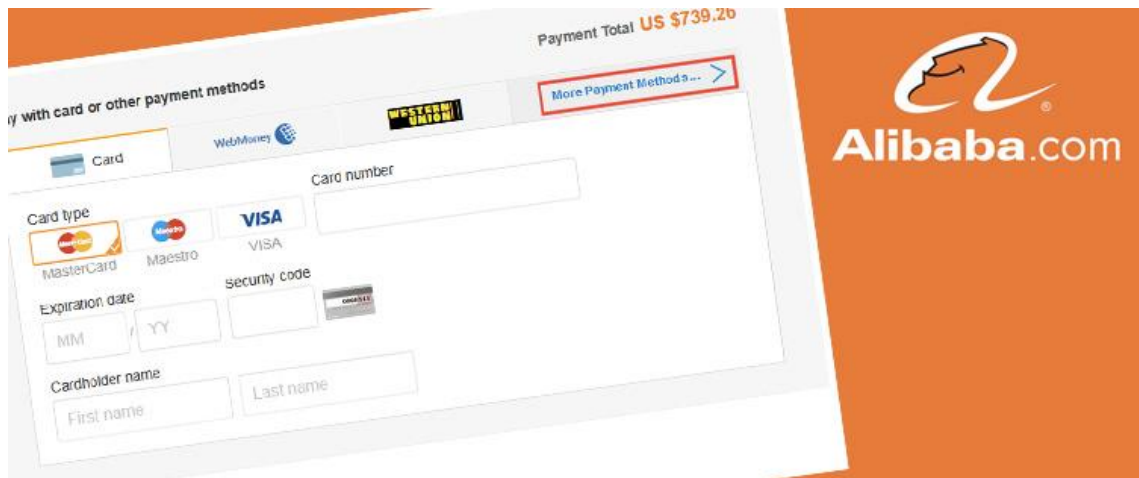 Payment Total US $739.26
y with card or other payment methods
Card
WebMoney
WESTERN UNION
More Payment Methods...
Card type
Card number
MasterCard
Maestro
VISA
MasterCard
Maestro
VISA
Expiration date
Security code
MM / YY
Cardholder name
First name
Last name
Alibaba.com
®